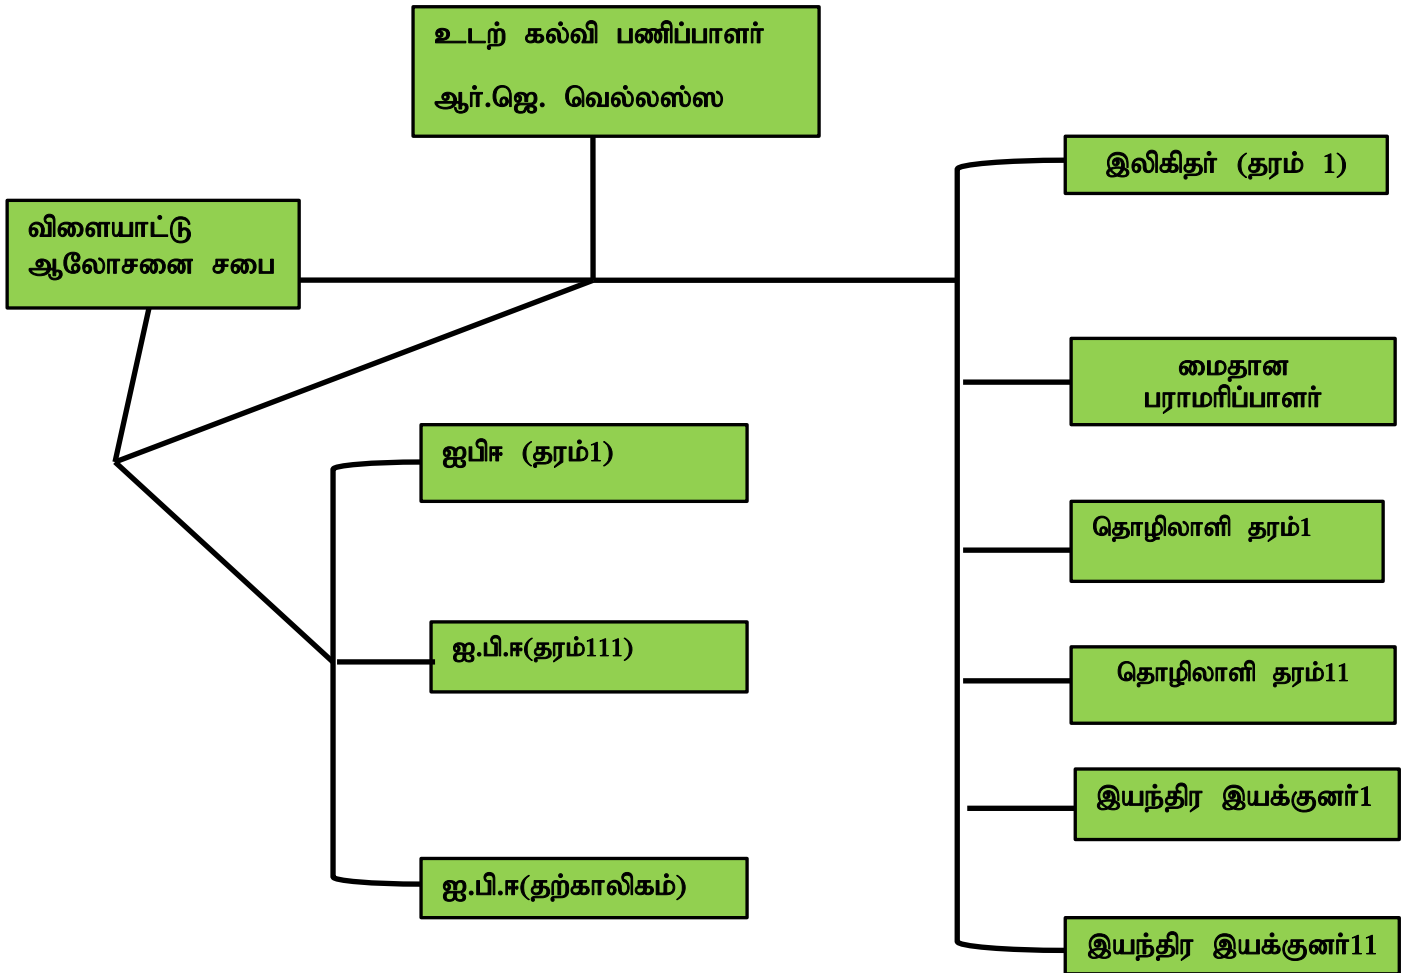 உடற் கல்வி பணிப்பாளர்
ஆர்.ஜெ. வெல்லஸ்ஸ
விளையாட்டு
ஆலோசனை சபை
ஐபிஈ (தரம்1)
ஐ.பி.ஈ(தரம்111)
ஐ.பி.ஈ(தற்காலிகம்)
இலிகிதர் (தரம் 1)
மைதான
பராமரிப்பாளர்
தொழிலாளி தரம்1
தொழிலாளி தரம்11
இயந்திர இயக்குனர்1
இயந்திர இயக்குனர்11